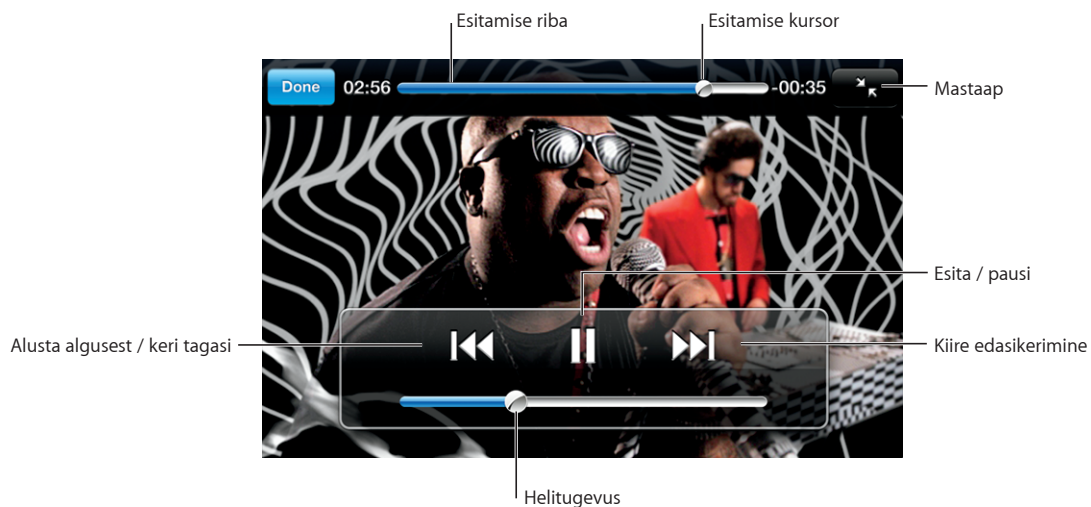 Esitamise riba
Esitamise kursor
Done 02:56 -00:35
Mastaap
Esita / pausi
Alusta algusest / keri tagasi
Kiire edasikerimine
Helitugevus